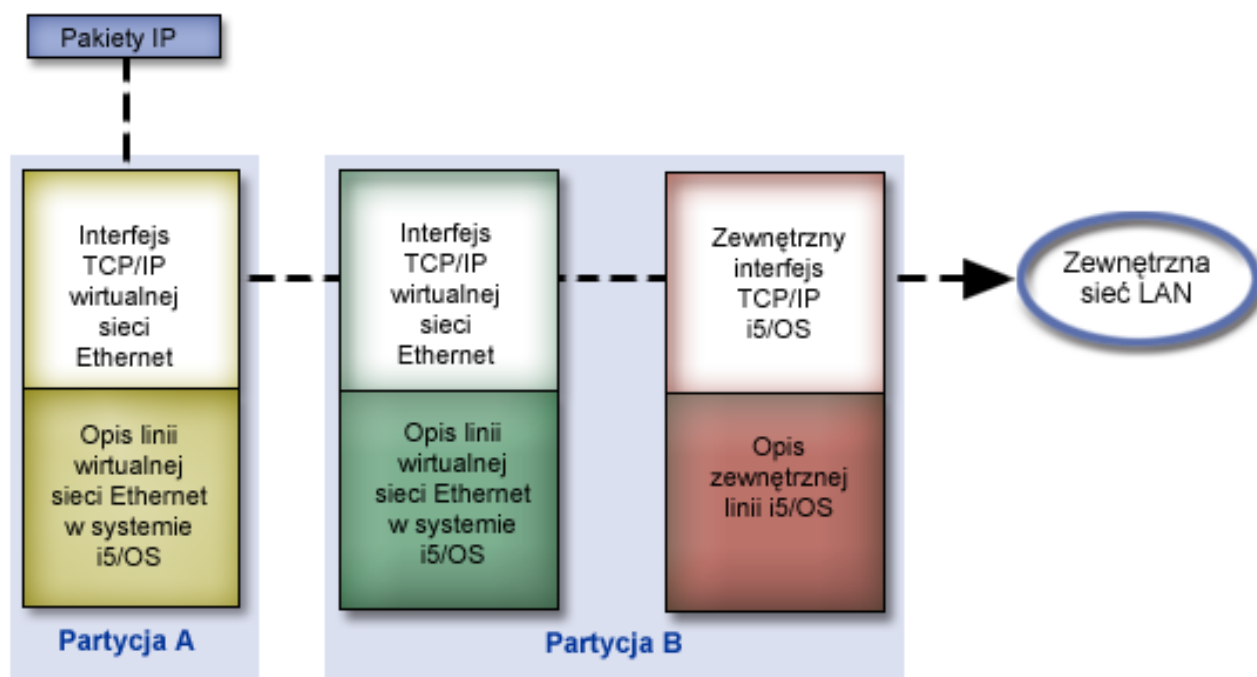 Pakiety IP
Interfejs
TCP/IP
wirtualnej
sieci
Ethernet
Opis linii
wirtualnej
sieci Ethernet
w systemie
i5/OS
Partycja A
Interfejs
TCP/IP
wirtualnej
sieci
Ethernet
Opis linii
wirtualnej
sieci Ethernet
w systemie
i5/OS
Zewnętrzny
interfejs
TCP/IP
i5/OS
Opis
zewnętrznej
linii i5/OS
Partycja B
Zewnętrzna
sieć LAN